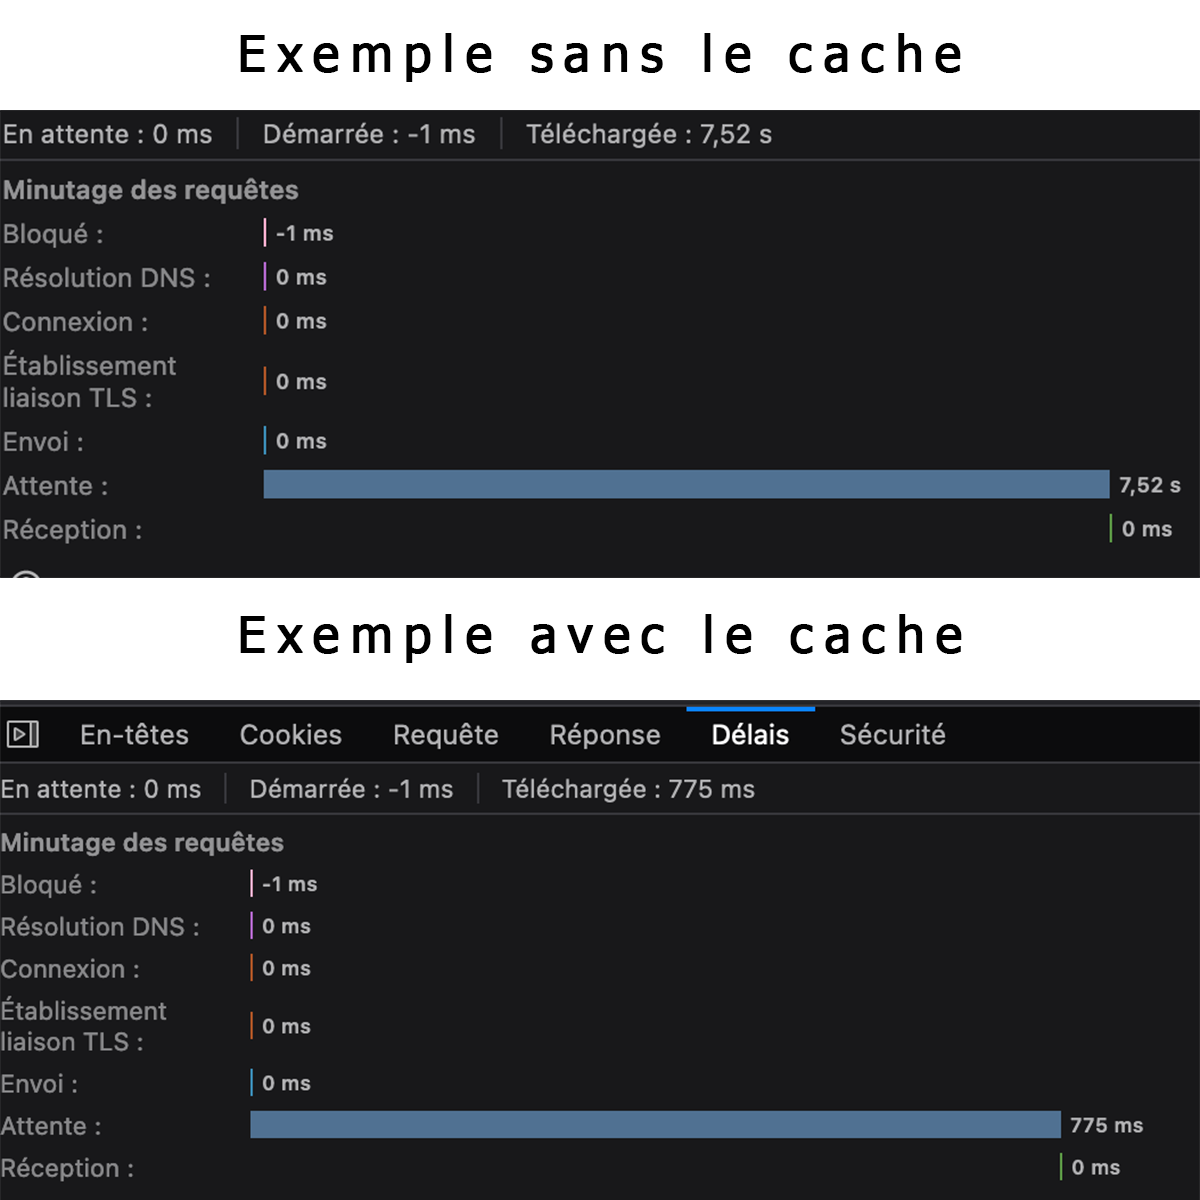 Exemple sans le cache
En attente : 0 ms Démarrée : -1 ms Téléchargée : 7,52 s
Minutage des requêtes
Bloqué : -1 ms
Résolution DNS : 0 ms
Connexion : 0 ms
Établissement
liaison TLS : 0 ms
Envoi : 0 ms
Attente : 7,52 s
Réception : 0 ms
Exemple avec le cache
En-têtes Cookies Requête Réponse Délais Sécurité
En attente : 0 ms Démarrée : -1 ms Téléchargée : 775 ms
Minutage des requêtes
Bloqué : -1 ms
Résolution DNS : 0 ms
Connexion : 0 ms
Établissement
liaison TLS : 0 ms
Envoi : 0 ms
Attente : 775 ms
Réception : 0 ms